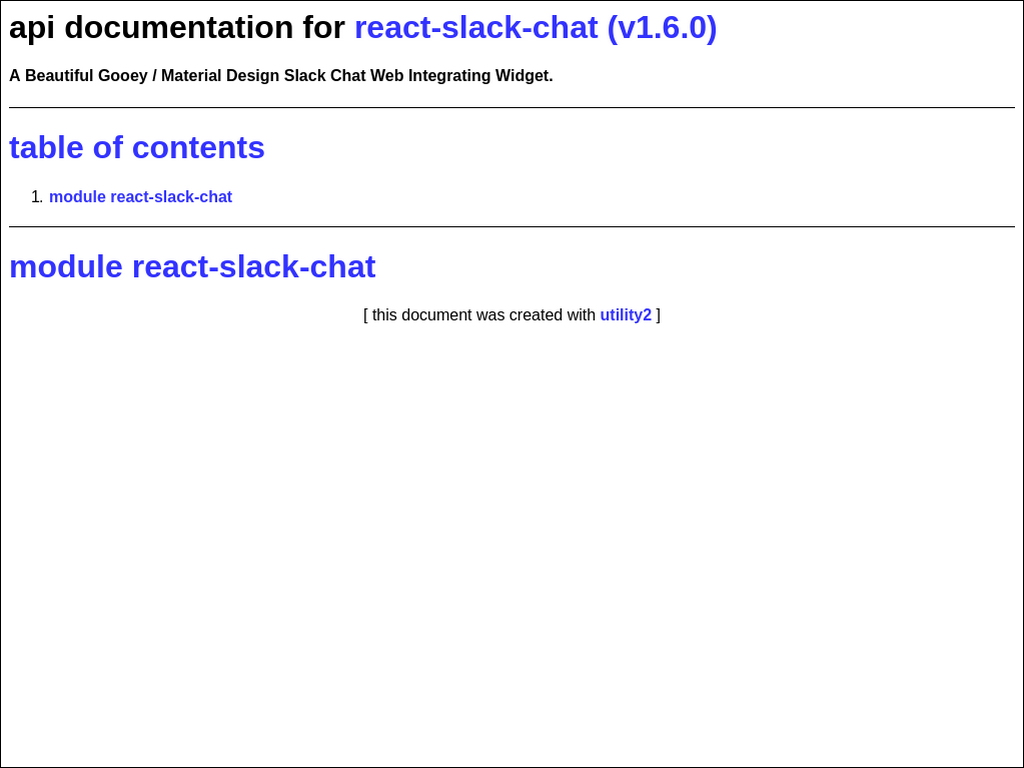 api documentation for react-slack-chat (v1.6.0)
A Beautiful Gooey / Material Design Slack Chat Web Integrating Widget.
table of contents
1. module react-slack-chat
module react-slack-chat
[ this document was created with utility2 ]